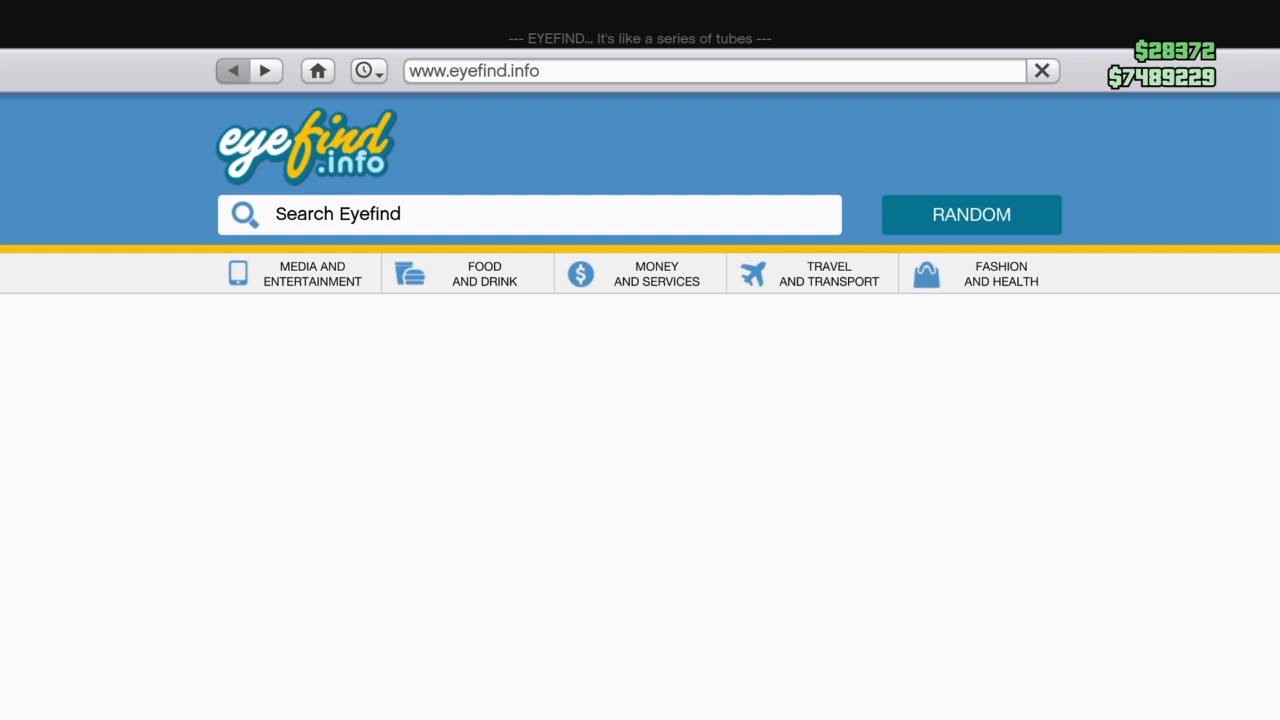 --- EYEFIND... It's like a series of tubes ---
$28372
www.eyefind.info
$7489229
eyefind
.info
Search Eyefind
RANDOM
MEDIA AND
ENTERTAINMENT
FOOD
AND DRINK
MONEY
AND SERVICES
TRAVEL
AND TRANSPORT
FASHION
AND HEALTH